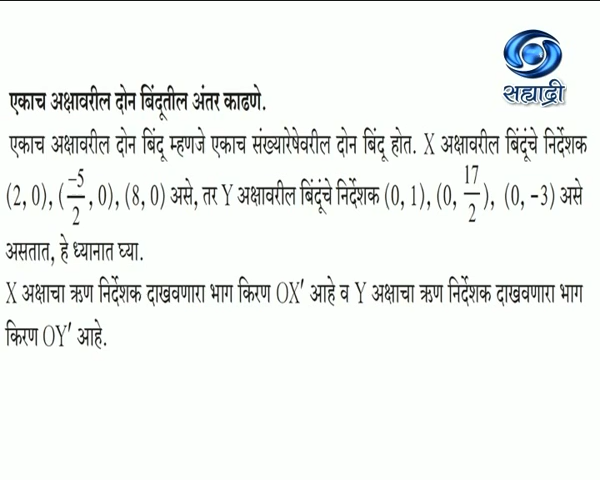 सह्याद्री
एकाच अक्षावरील दोन बिंदूतील अंतर काढणे.
एकाच अक्षावरील दोन बिंदू म्हणजे एकाच संख्यारेषेवरील दोन बिंदू होत. X अक्षावरील बिंदूंचे निर्देशक
(2, 0), (−5/2, 0), (8, 0) असे, तर Y अक्षावरील बिंदूंचे निर्देशक (0, 1), (0, 17/2), (0, -3) असे
असतात, हे ध्यानात घ्या.
X अक्षाचा ऋण निर्देशक दाखवणारा भाग किरण OX′ आहे व Y अक्षाचा ऋण निर्देशक दाखवणारा भाग
किरण OY′ आहे.